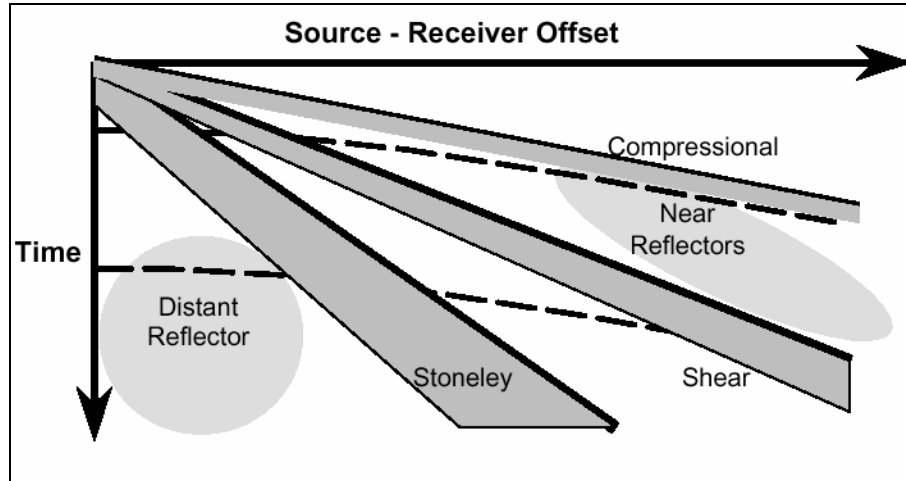 Source - Receiver Offset
Compressional
Near
Reflectors
Time
Distant
Reflector
Stoneley
Shear